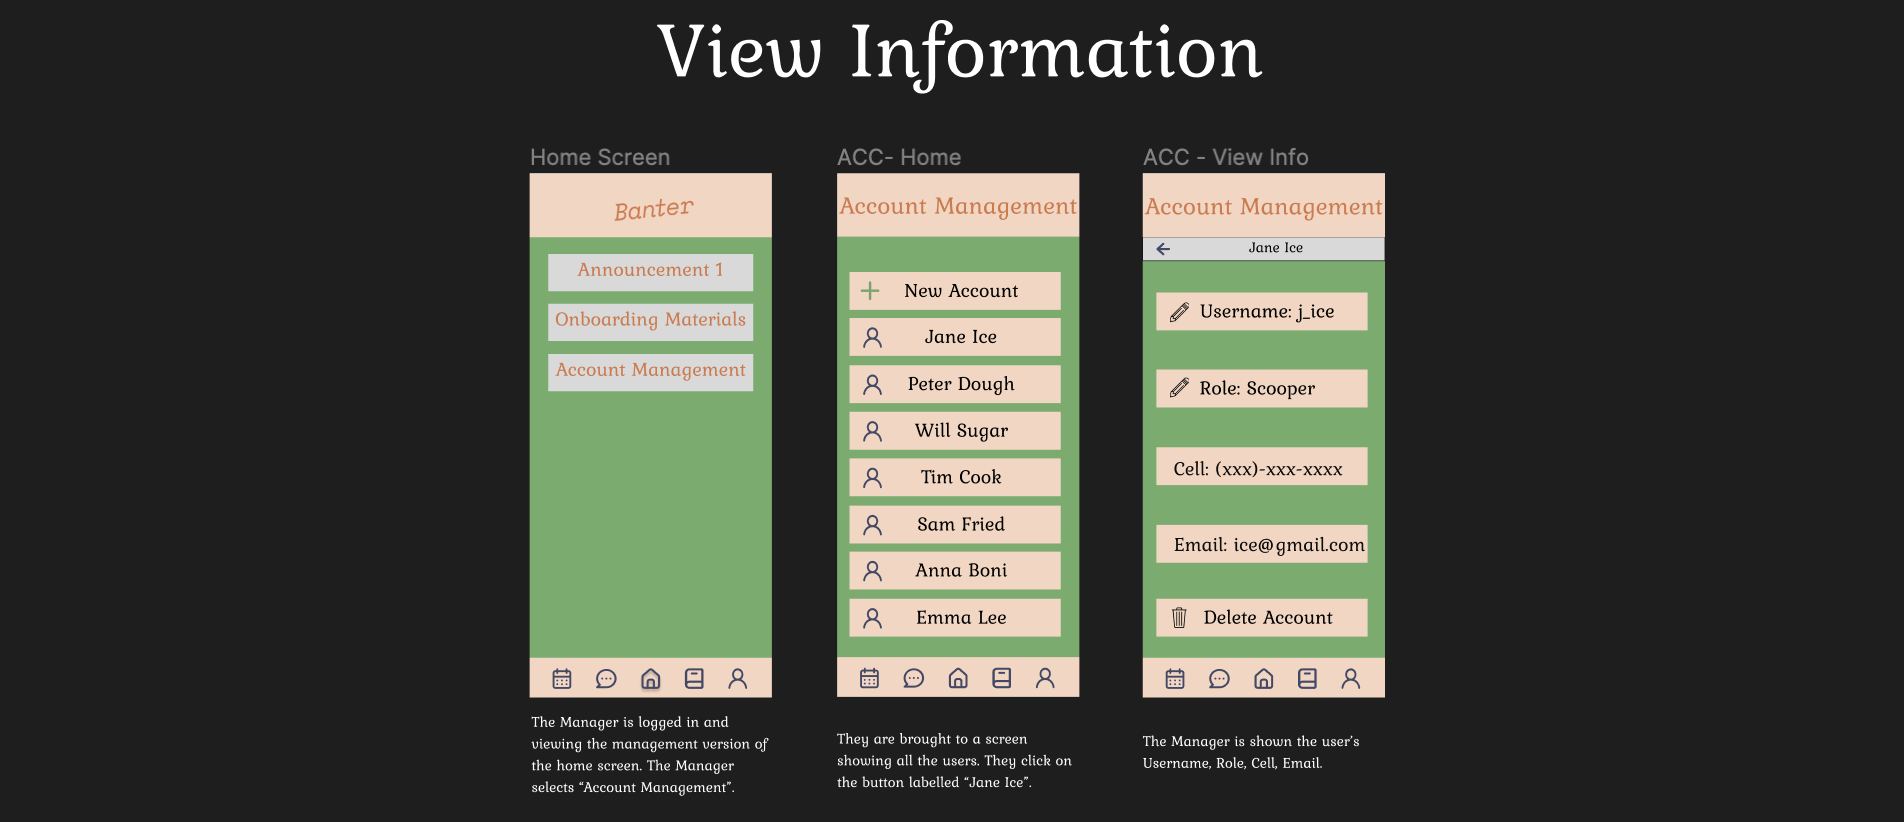 View Information
Home Screen
Banter
Announcement 1
Onboarding Materials
Account Management
The Manager is logged in and
viewing the management version of
the home screen. The Manager
selects “Account Management”.
ACC- Home
Account Management
New Account
Jane Ice
Peter Dough
Will Sugar
Tim Cook
Sam Fried
Anna Boni
Emma Lee
They are brought to a screen
showing all the users. They click on
the button labelled “Jane Ice”.
ACC - View Info
Account Management
Jane Ice
Username: j_ice
Role: Scooper
Cell: (xxx)-xxx-xxxx
Email: ice@gmail.com
Delete Account
The Manager is shown the user’s
Username, Role, Cell, Email.